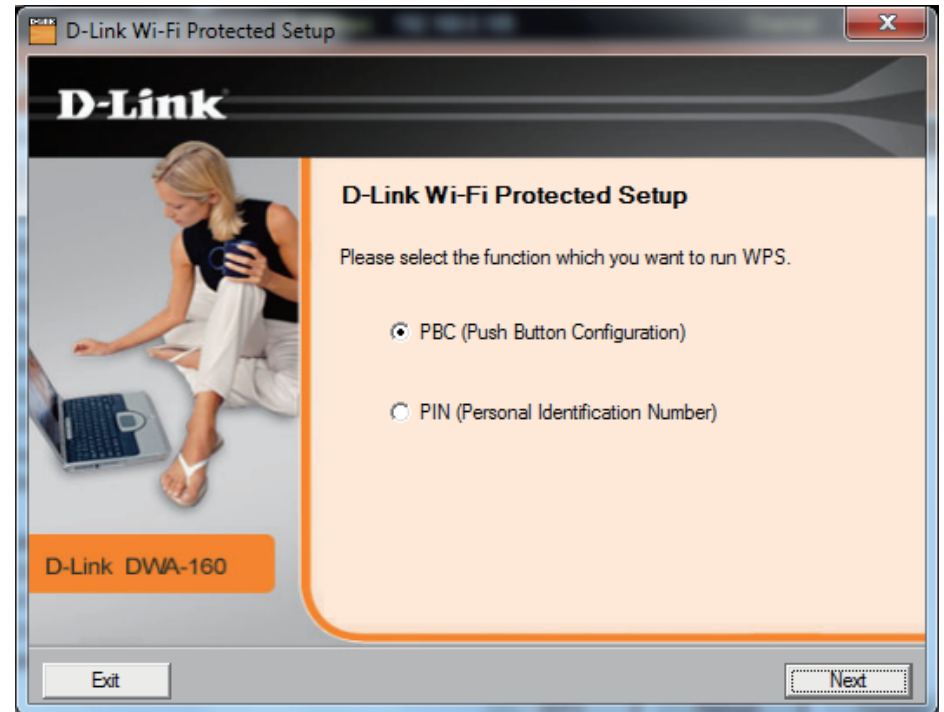 D-Link Wi-Fi Protected Setup
D-Link
D-Link Wi-Fi Protected Setup
Please select the function which you want to run WPS.
PBC (Push Button Configuration)
PIN (Personal Identification Number)
D-Link DWA-160
Exit
Next